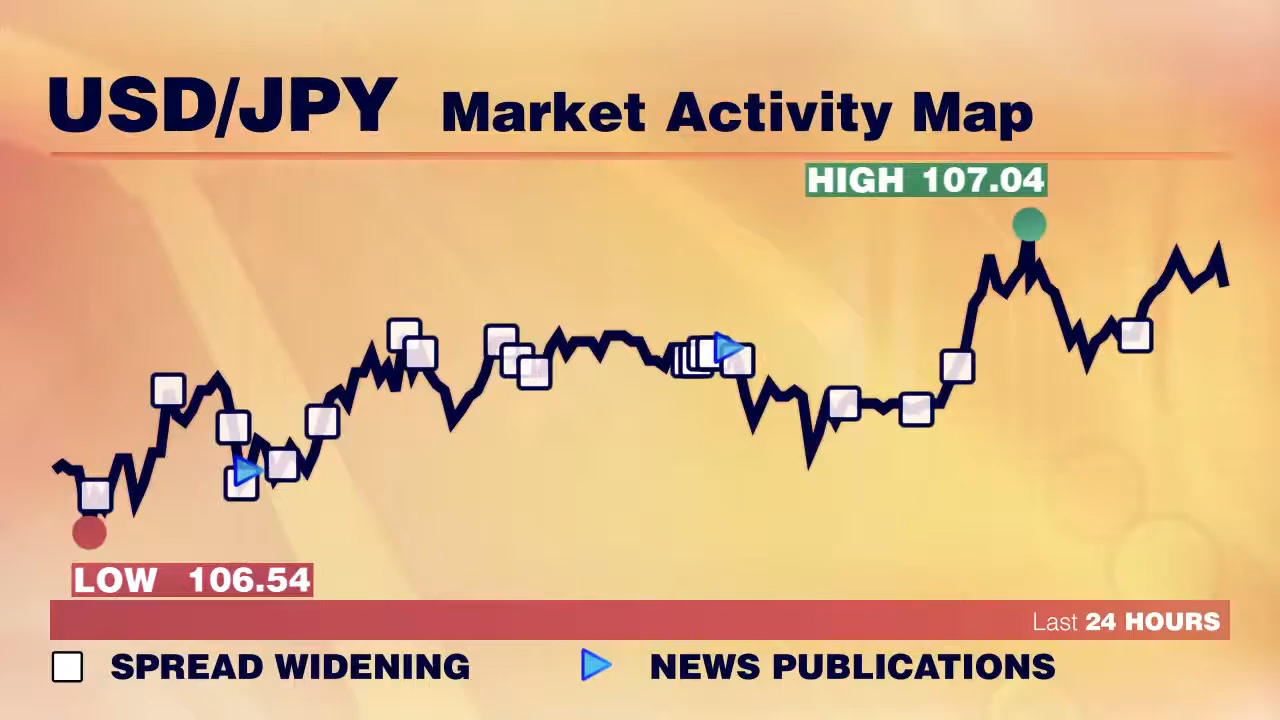 USD/JPY Market Activity Map
HIGH 107.04
LOW 106.54
Last 24 HOURS
SPREAD WIDENING
NEWS PUBLICATIONS